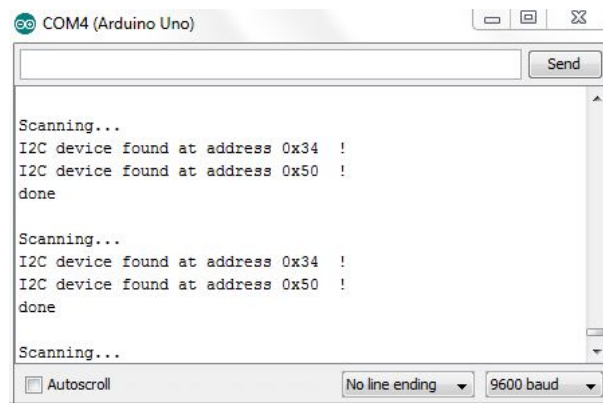 COM4 (Arduino Uno)
Send
Scanning...
I2C device found at address 0x34  !
I2C device found at address 0x50  !
done
Scanning...
I2C device found at address 0x34  !
I2C device found at address 0x50  !
done
Scanning...
Autoscroll
No line ending
9600 baud